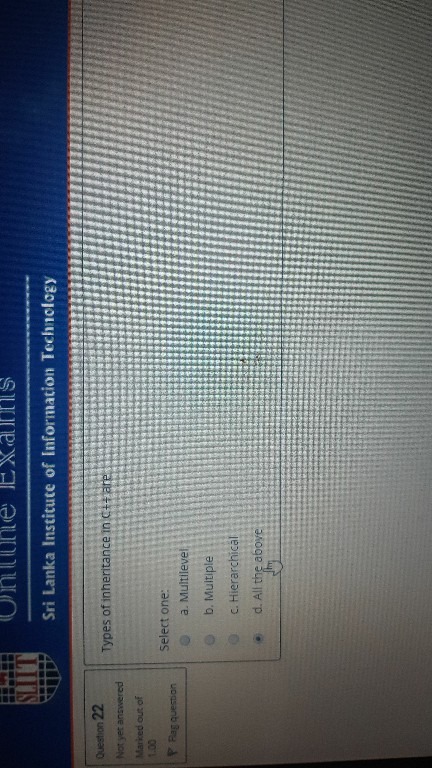 SLIIT
Online Exams
Sri Lanka Institute of Information Technology
Question 22
Not yet answered
Marked out of
1.00
Flag question
Types of inheritance in C++ are
Select one:
a. Multilevel
b. Multiple
c. Hierarchical
d. All the above